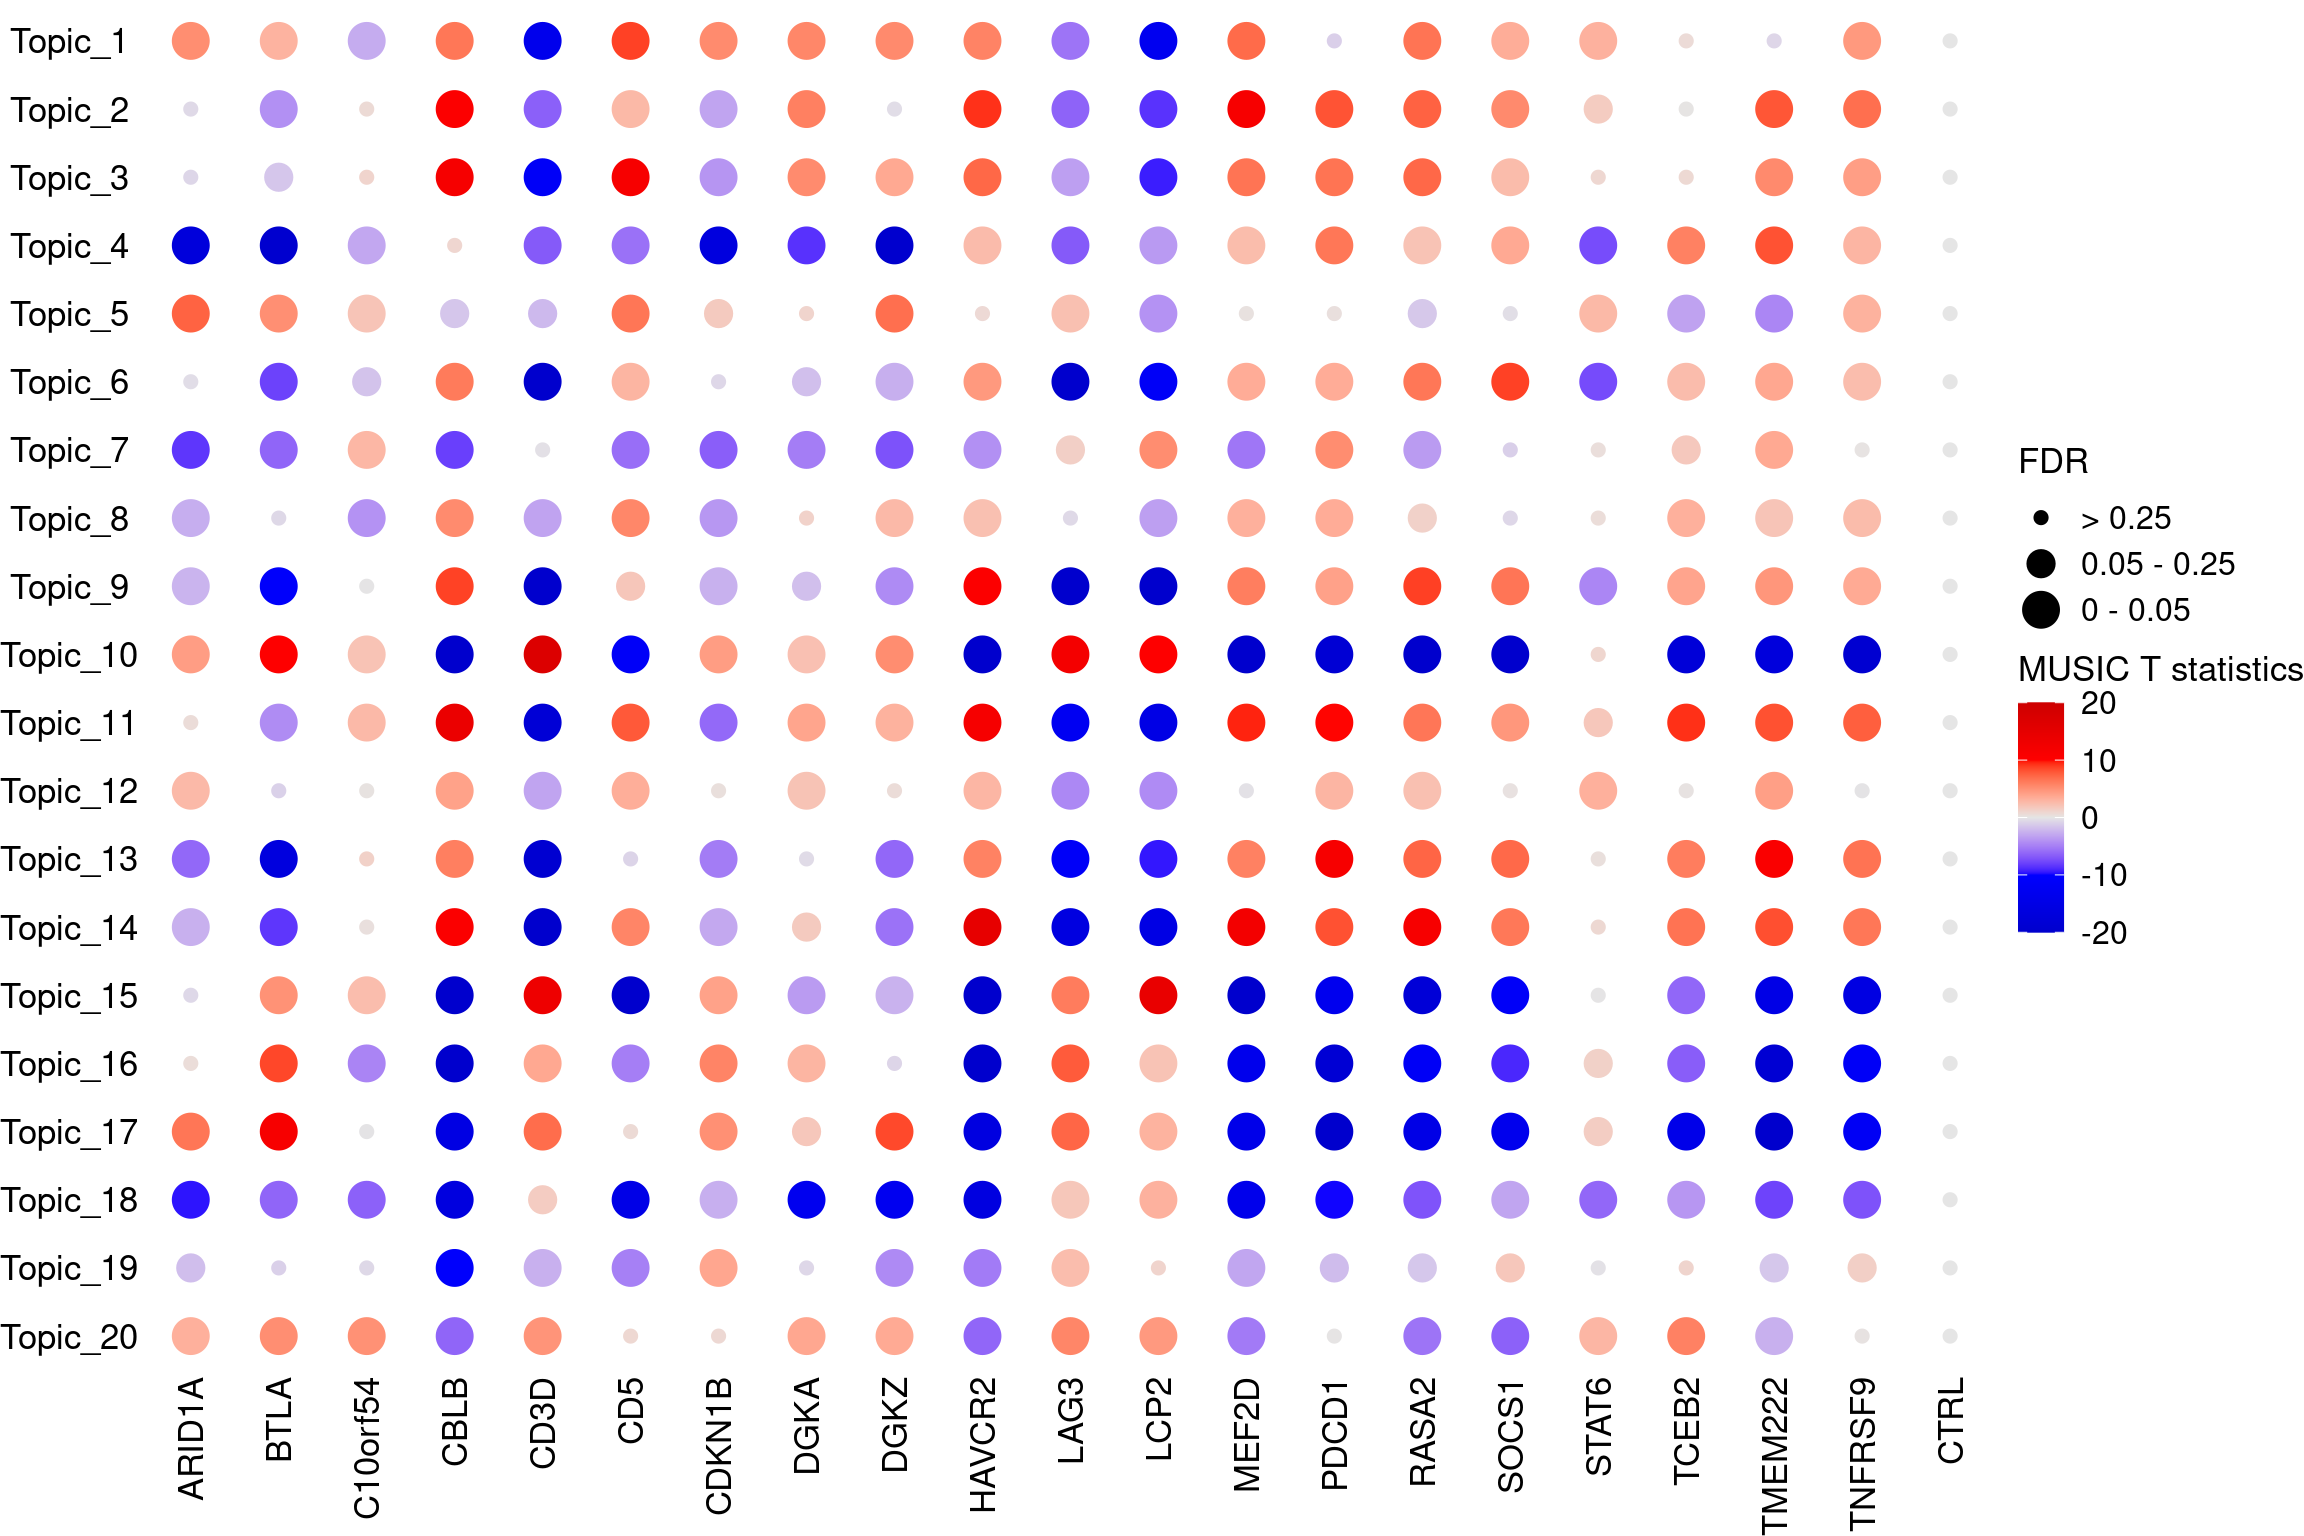 Topic_1
Topic_2
Topic_3
Topic_4
Topic_5
Topic_6
Topic_7
Topic_8
Topic_9
Topic_10
Topic_11
Topic_12
Topic_13
Topic_14
Topic_15
Topic_16
Topic_17
Topic_18
Topic_19
Topic_20
ARID1A
BTLA
C10orf54
CBLB
CD3D
CD5
CDKN1B
DGKA
DGKZ
HAVCR2
LAG3
LCP2
MEF2D
PDCD1
RASA2
SOCS1
STAT6
TCEB2
TMEM222
TNFRSF9
CTRL
FDR
> 0.25
0.05 - 0.25
0 - 0.05
MUSIC T statistics
20
10
0
-10
-20